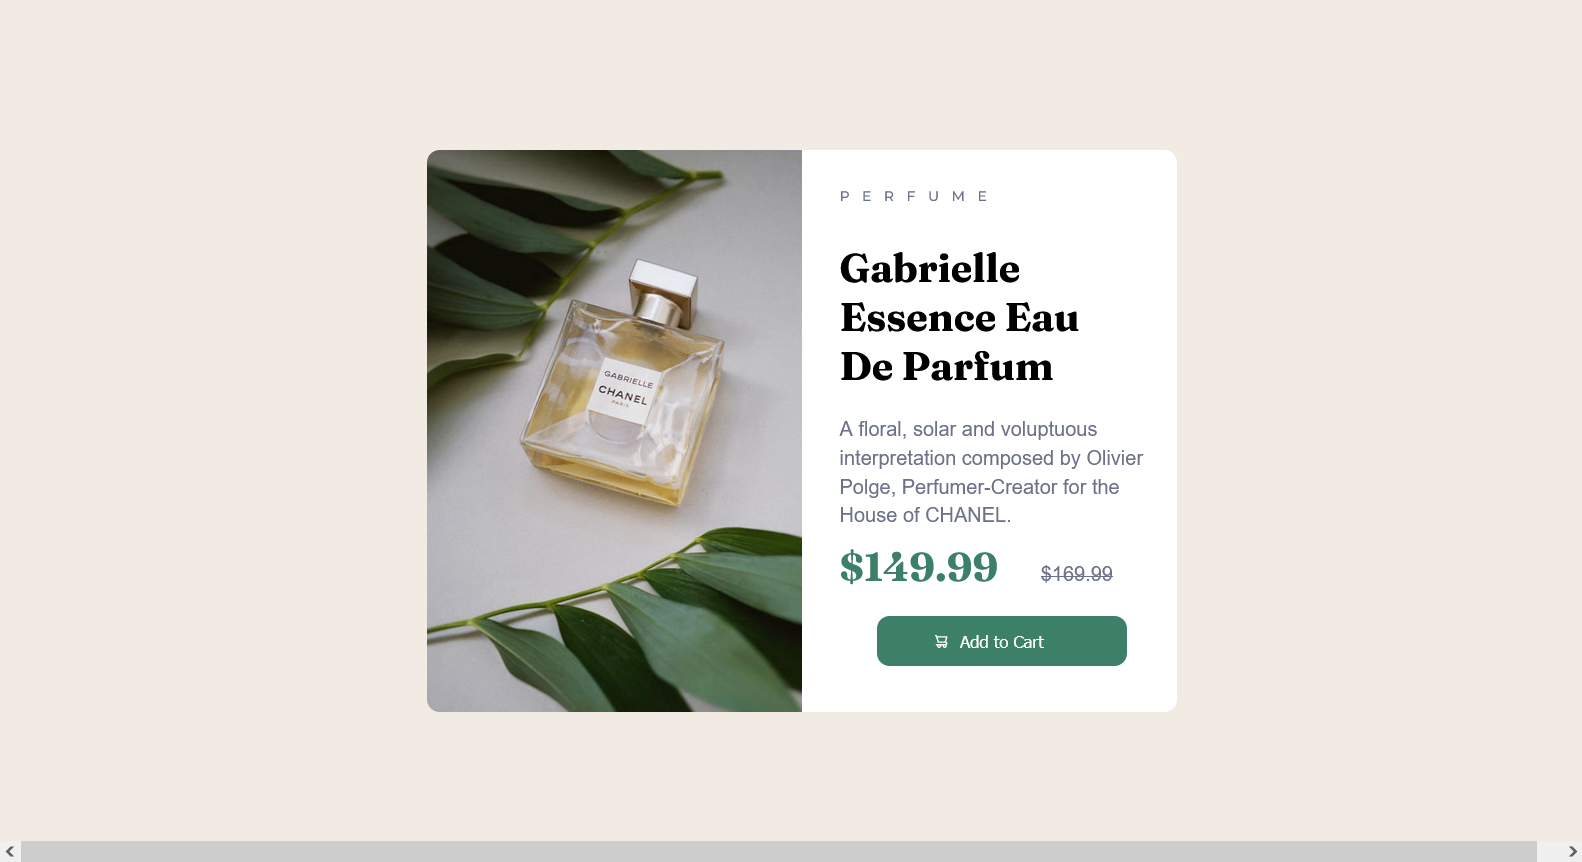 PERFUME
Gabrielle
Essence Eau
De Parfum
A floral, solar and voluptuous
interpretation composed by Olivier
Polge, Perfumer-Creator for the
House of CHANEL.
$149.99 $169.99
Add to Cart
GABRIELLE
CHANEL
PARIS